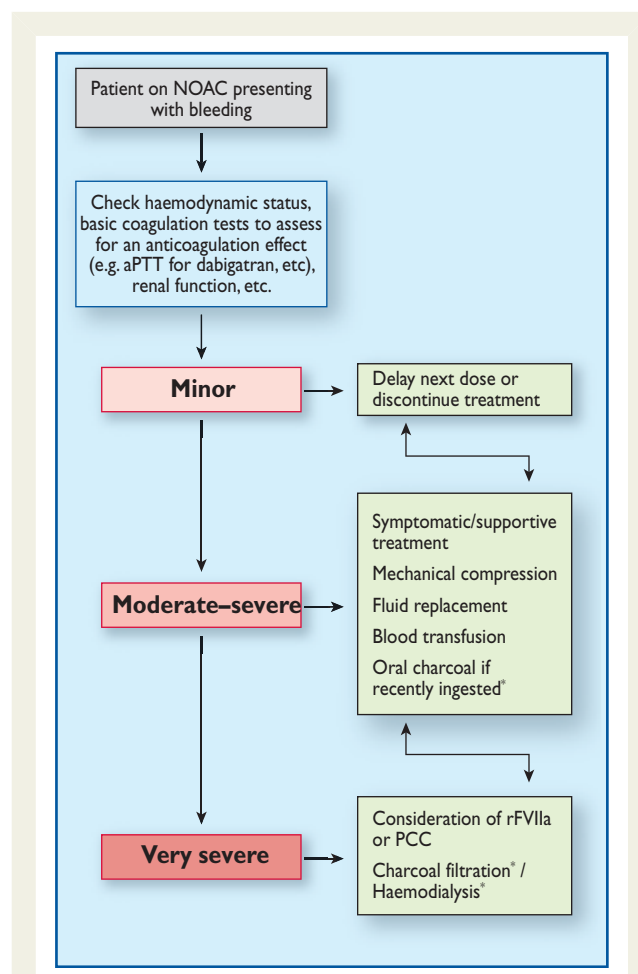 Patient on NOAC presenting
with bleeding
Check haemodynamic status,
basic coagulation tests to assess
for an anticoagulation effect
(e.g. aPTT for dabigatran, etc),
renal function, etc.
Minor
Delay next dose or
discontinue treatment
Moderate–severe
Symptomatic/supportive
treatment
Mechanical compression
Fluid replacement
Blood transfusion
Oral charcoal if
recently ingested*
Very severe
Consideration of rFVIIa
or PCC
Charcoal filtration* /
Haemodialysis*